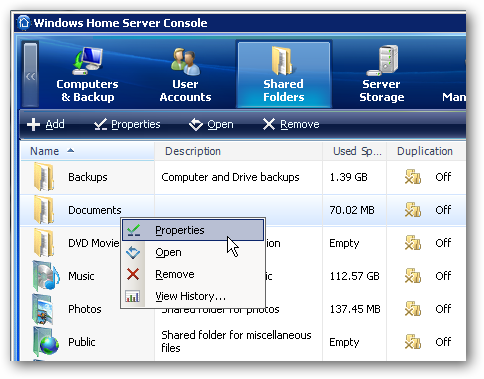 Windows Home Server Console
Computers & Backup
User Accounts
Shared Folders
Server Storage
Man
Add Properties Open Remove
Name Description Used Sp... Duplication
Backups Computer and Drive backups 1.39 GB Off
Documents 70.02 MB Off
Properties
DVD Movie ion Empty Off
Open
Music 112.57 GB Off
Remove
View History...
Photos Shared folder for photos 137.45 MB Off
Public Shared folder for miscellaneous files Empty Off